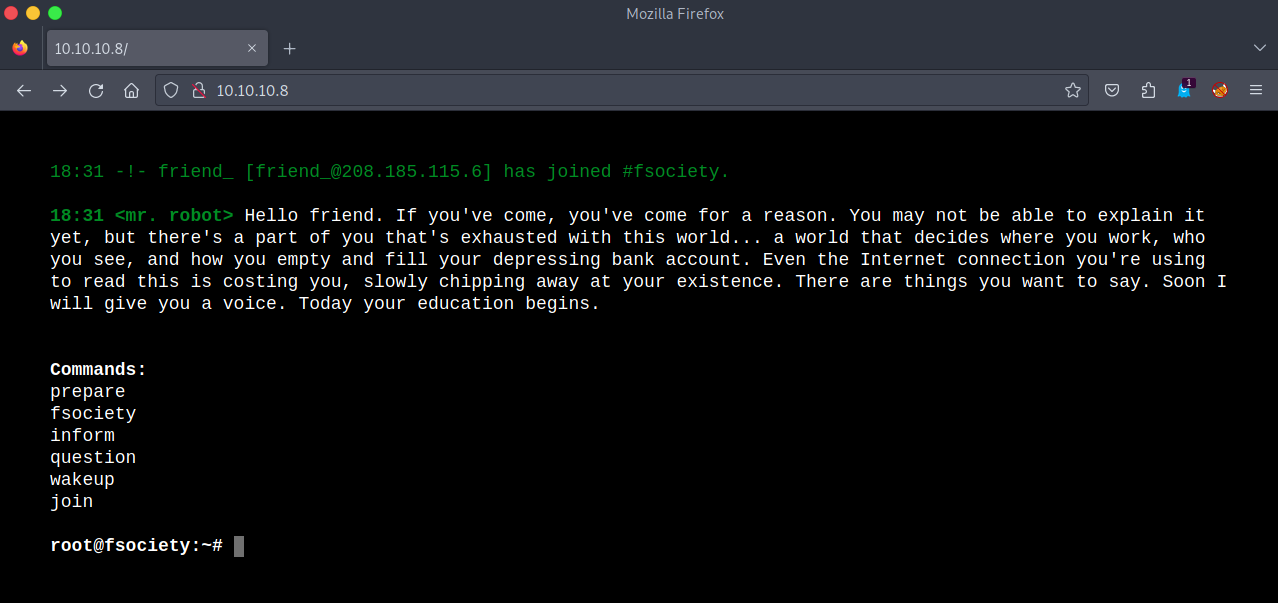 Mozilla Firefox
10.10.10.8/
10.10.10.8
1
18:31 -!- friend_ [friend_@208.185.115.6] has joined #fsociety.
18:31 <mr. robot> Hello friend. If you've come, you've come for a reason. You may not be able to explain it
yet, but there's a part of you that's exhausted with this world... a world that decides where you work, who
you see, and how you empty and fill your depressing bank account. Even the Internet connection you're using
to read this is costing you, slowly chipping away at your existence. There are things you want to say. Soon I
will give you a voice. Today your education begins.
Commands:
prepare
fsociety
inform
question
wakeup
join
root@fsociety:~#